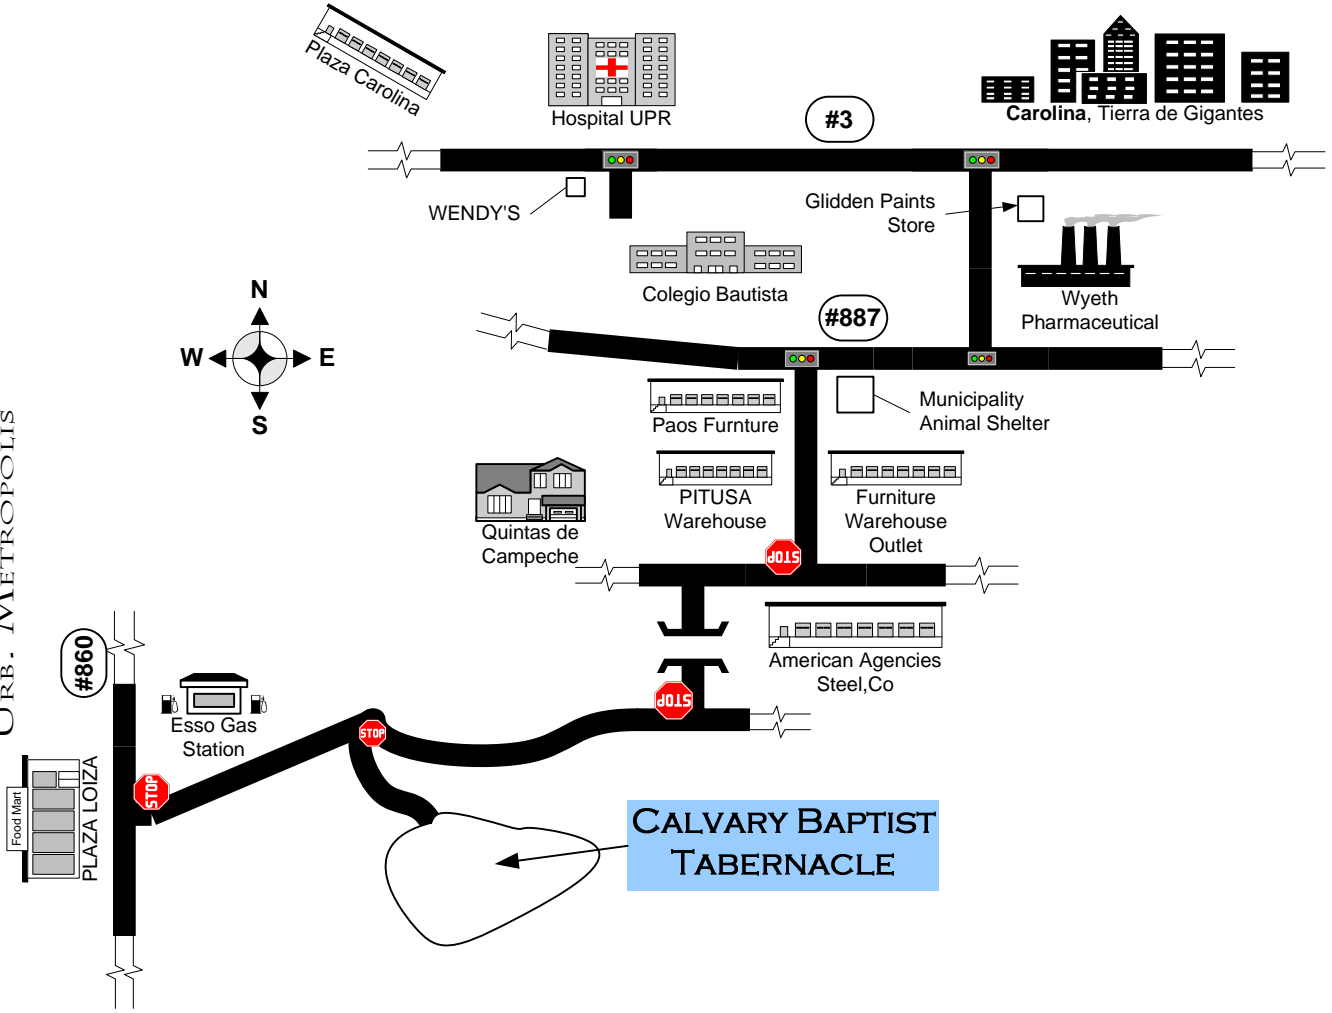 Plaza Carolina
Hospital UPR
#3
Carolina, Tierra de Gigantes
WENDY'S
Glidden Paints
Store
Colegio Bautista
Wyeth
Pharmaceutical
#887
N
W
E
S
Municipality
Animal Shelter
Paos Furnture
PITUSA
Warehouse
Furniture
Warehouse
Outlet
Quintas de
Campeche
STOP
American Agencies
Steel,Co
STOP
URB. METROPOLIS
#860
Esso Gas
Station
STOP
STOP
Food Mart
PLAZA LOIZA
CALVARY BAPTIST
TABERNACLE